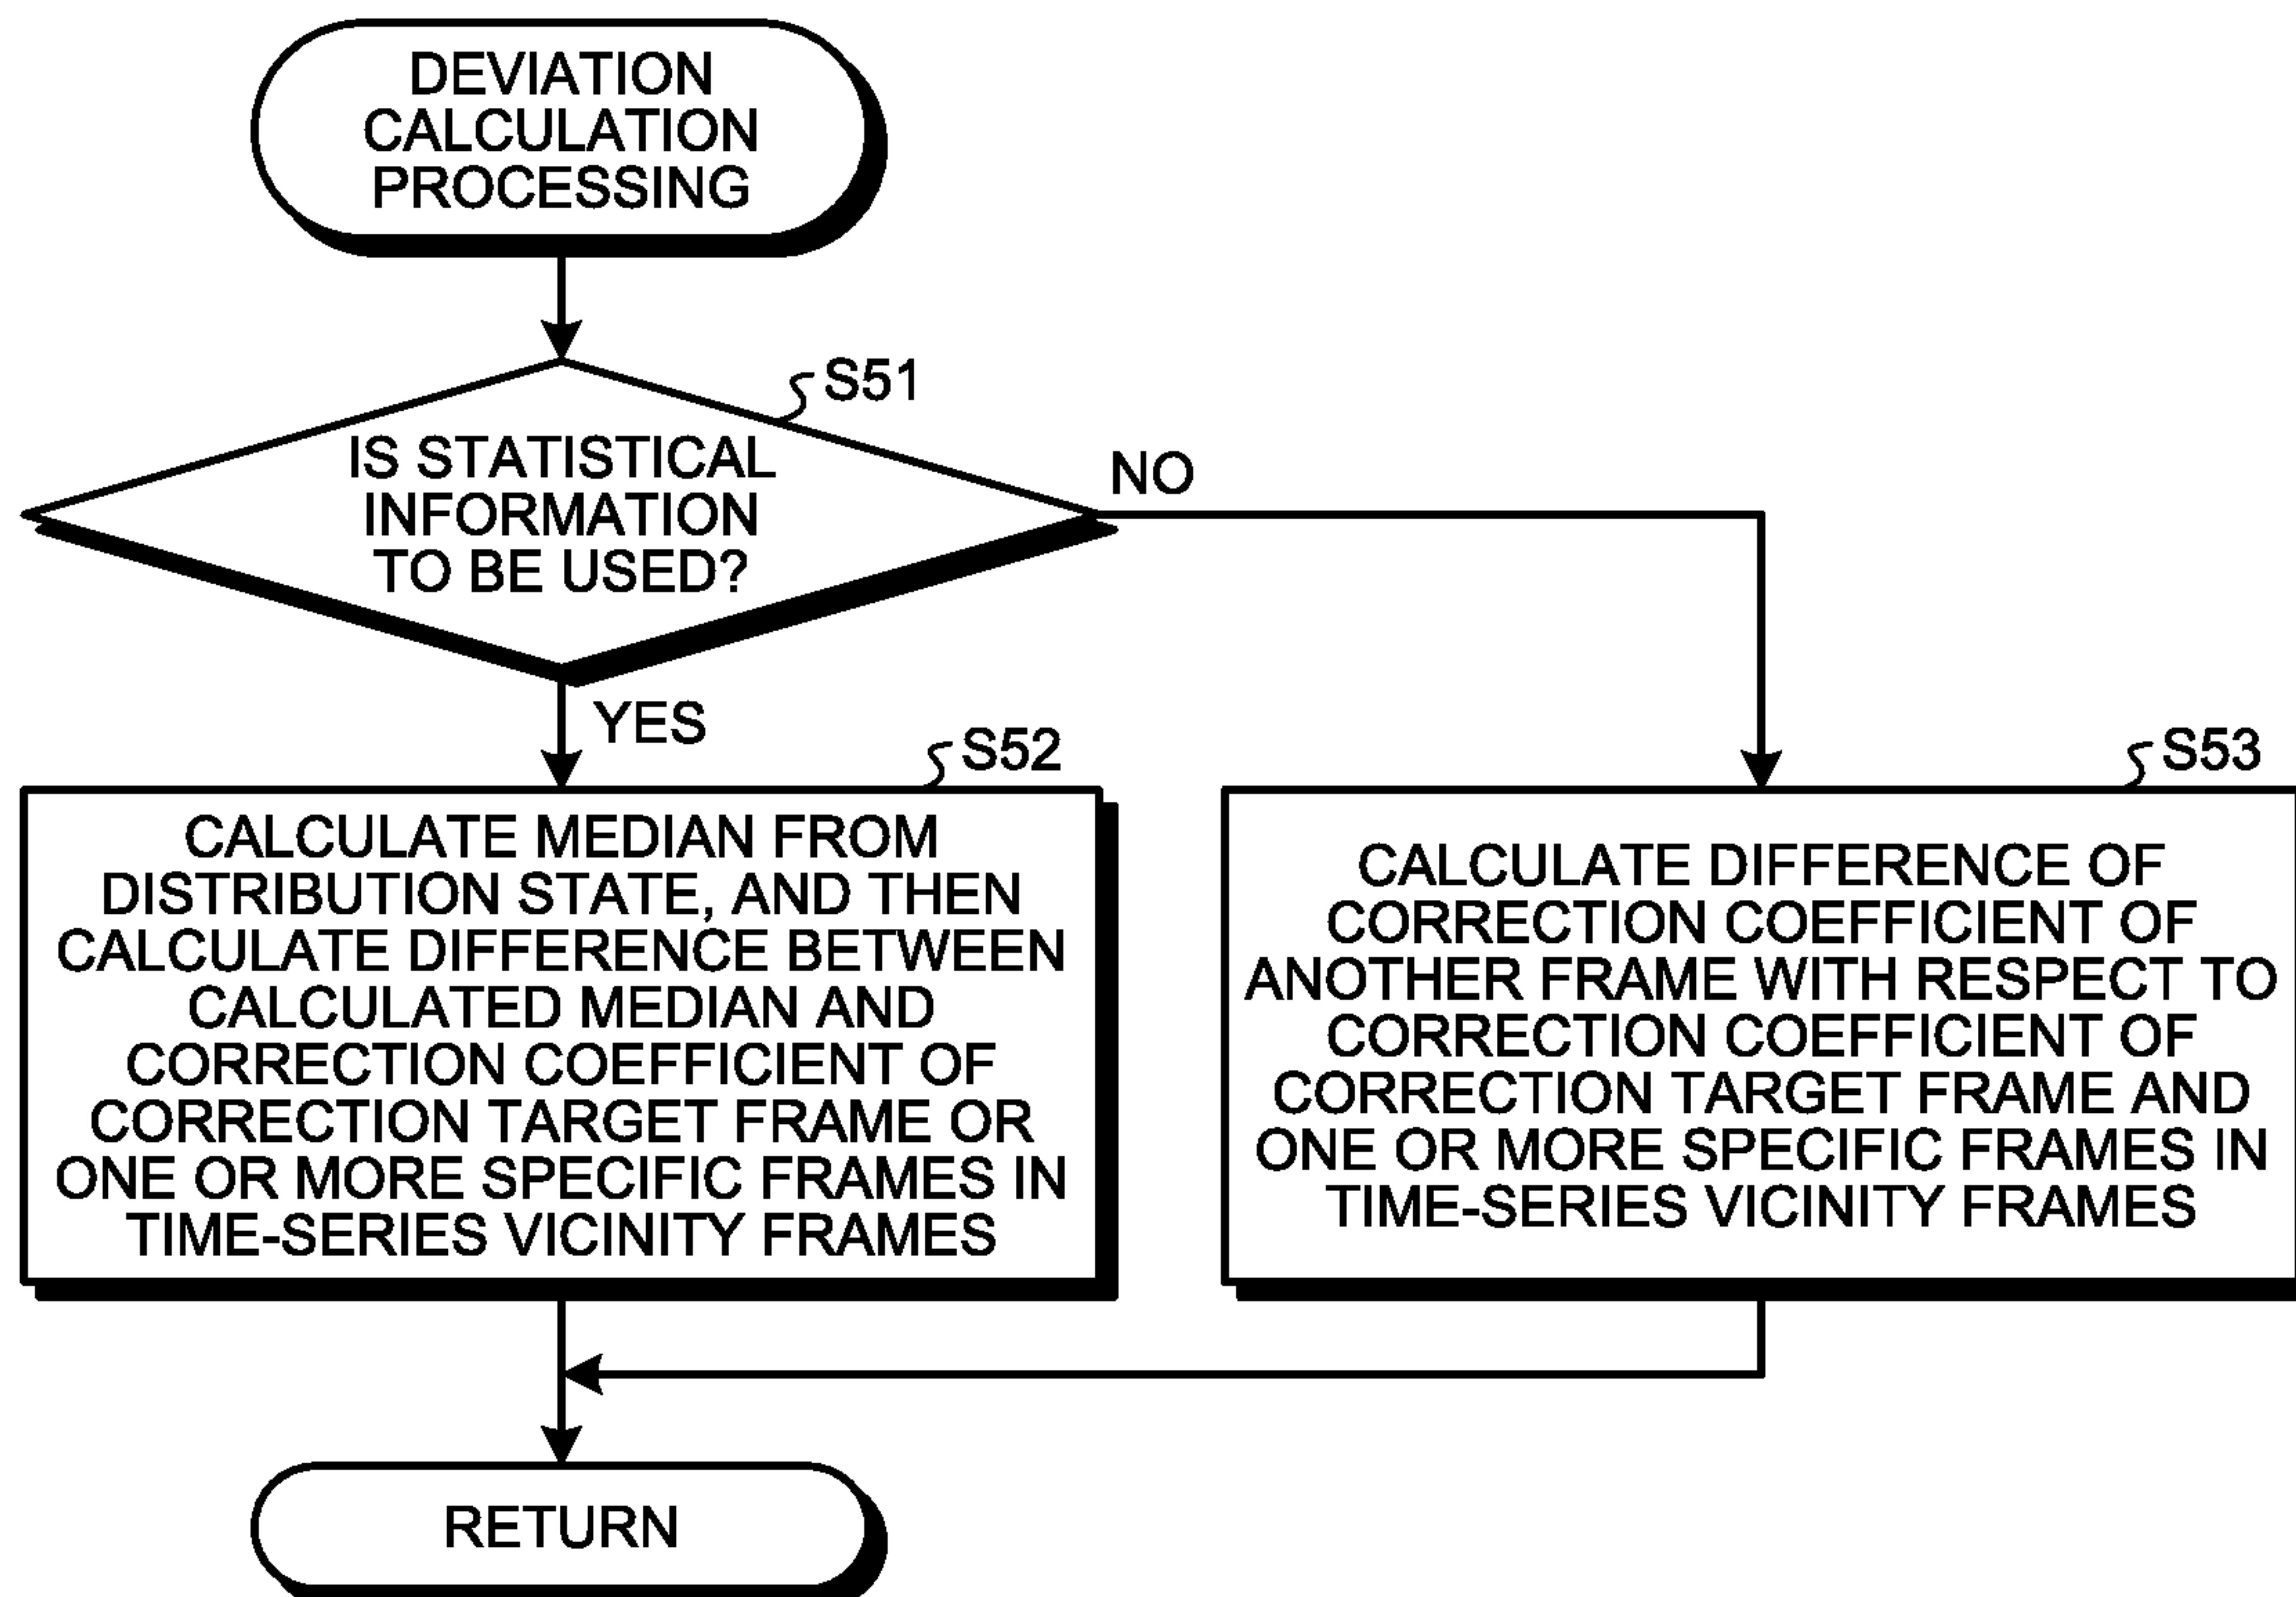 DEVIATION
CALCULATION
PROCESSING
S51
IS STATISTICAL
INFORMATION
TO BE USED?
NO
YES
S52
CALCULATE MEDIAN FROM
DISTRIBUTION STATE, AND THEN
CALCULATE DIFFERENCE BETWEEN
CALCULATED MEDIAN AND
CORRECTION COEFFICIENT OF
CORRECTION TARGET FRAME OR
ONE OR MORE SPECIFIC FRAMES IN
TIME-SERIES VICINITY FRAMES
S53
CALCULATE DIFFERENCE OF
CORRECTION COEFFICIENT OF
ANOTHER FRAME WITH RESPECT TO
CORRECTION COEFFICIENT OF
CORRECTION TARGET FRAME AND
ONE OR MORE SPECIFIC FRAMES IN
TIME-SERIES VICINITY FRAMES
RETURN